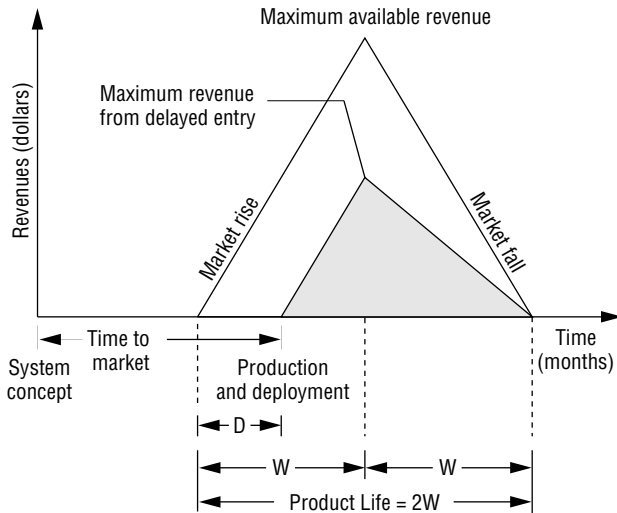 Maximum available revenue
Maximum revenue
from delayed entry
Revenues (dollars)
Market rise
Market fall
Time to
market
Time
(months)
System
concept
Production
and deployment
D
W
W
Product Life = 2W